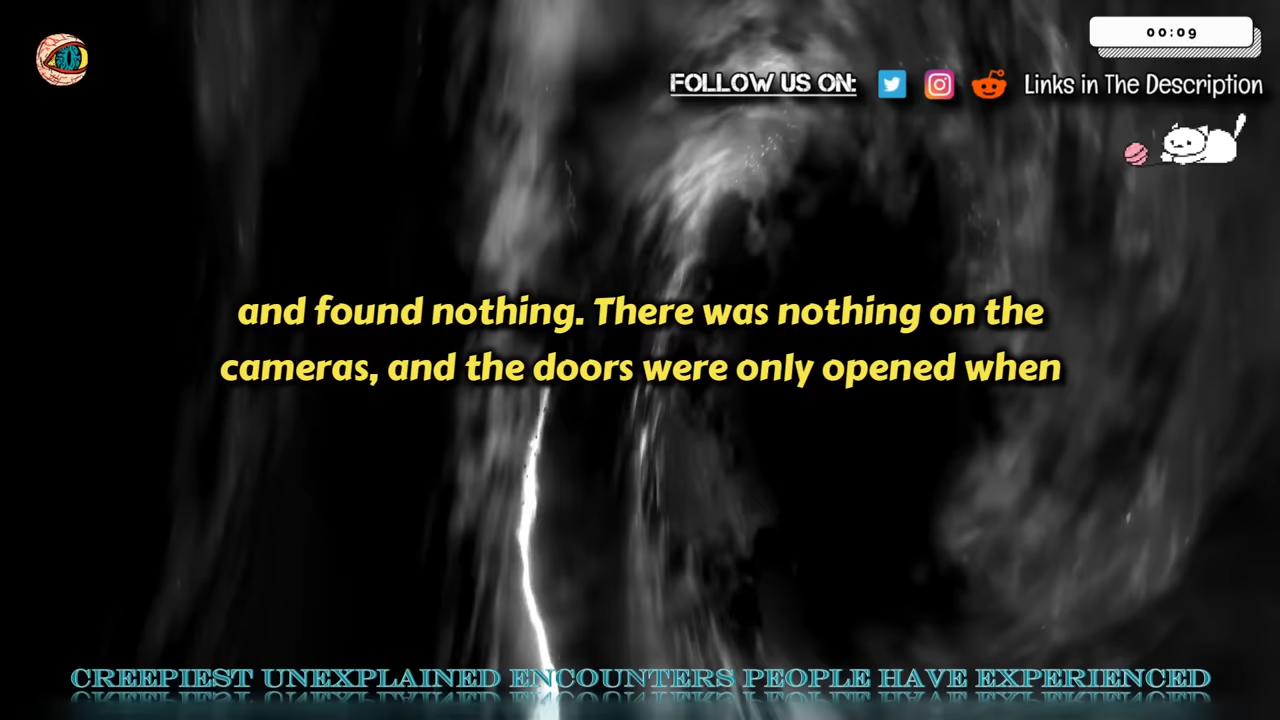 00:09
FOLLOW US ON: Links in The Description
and found nothing. There was nothing on the
cameras, and the doors were only opened when
CREEPIEST UNEXPLAINED ENCOUNTERS PEOPLE HAVE EXPERIENCED